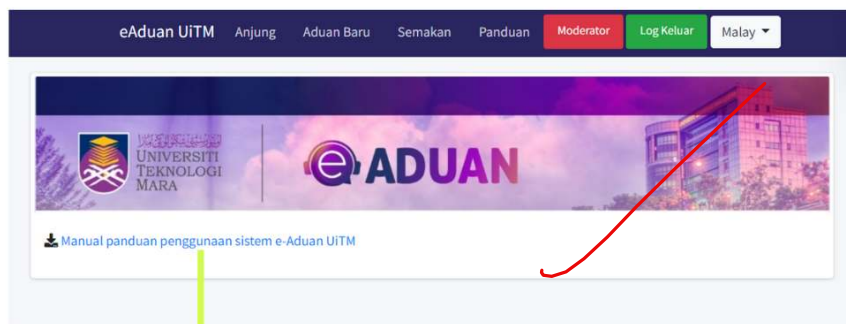 eAduan UiTM Anjung Aduan Baru Semakan Panduan Moderator Log Keluar Malay
UNIVERSITI
TEKNOLOGI
MARA
e ADUAN
Manual panduan penggunaan sistem e-Aduan UiTM